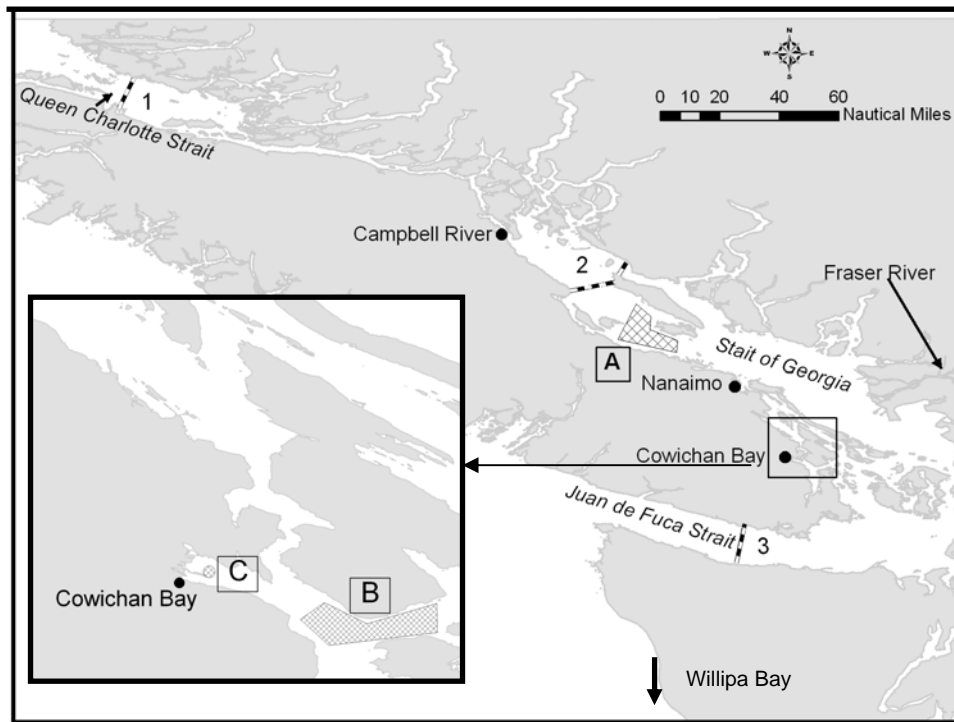 N
W E
S
0 10 20 40 60
Nautical Miles
1
Queen Charlotte Strait
Campbell River
2
Fraser River
A
Stait of Georgia
Nanaimo
Cowichan Bay
Juan de Fuca Strait
3
C
B
Cowichan Bay
Willipa Bay